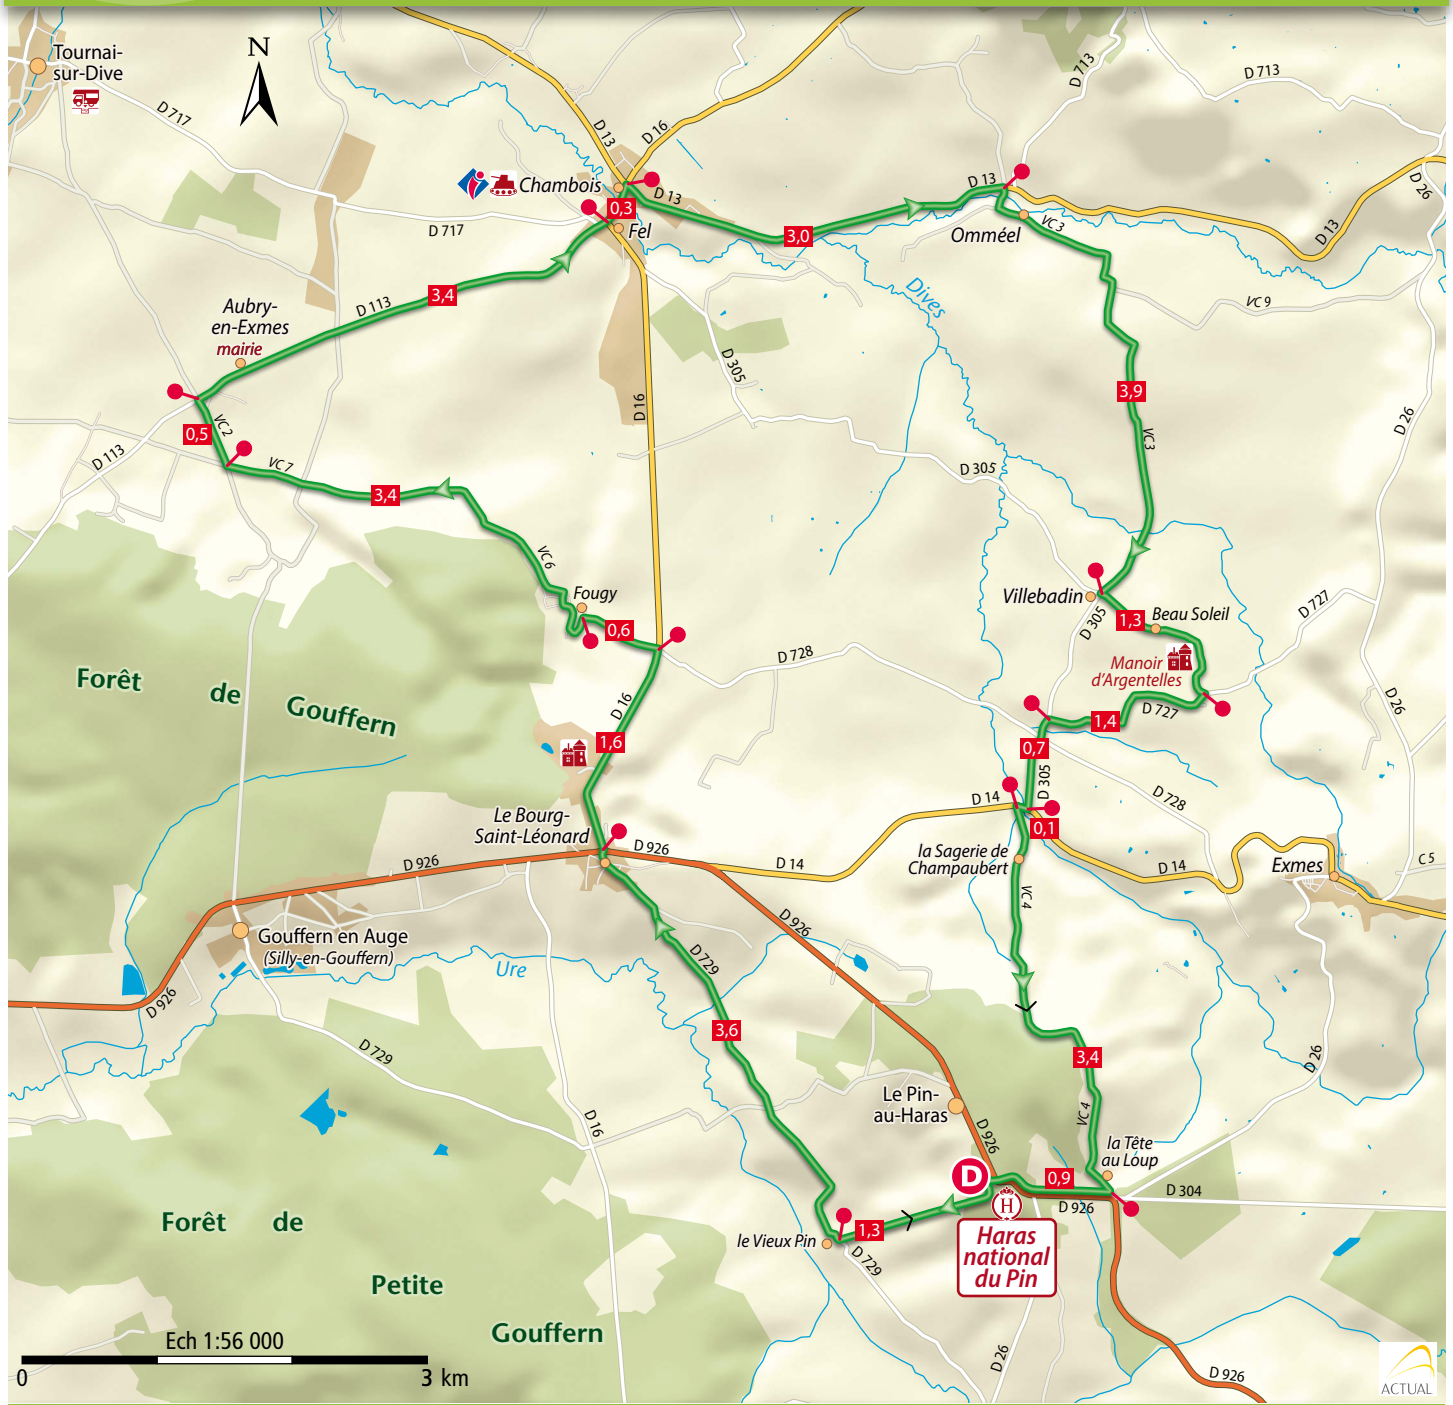 Tournai-
sur-Dive
N
D 717
D 13
D 16
D 713
D 713
D 26
Chambois
D 13
D 13
0,3
Fel
D 717
3,0
Omméel
VC 3
D 13
Dives
VC 9
Aubry-
en-Exmes
mairie
D 113
3,4
D 305
D 16
3,9
D 26
VC 2
0,5
D 113
VC 7
3,4
VC 3
D 305
VC 6
Fougy
0,6
Villebadin
D 305
1,3
Beau Soleil
D 727
D 728
Manoir
d'Argentelles
Forêt
de
Gouffern
D 16
1,6
1,4
D 727
D 26
0,7
D 305
D 14
D 728
0,1
Le Bourg-
Saint-Léonard
D 926
D 926
D 14
la Sagerie de
Champaubert
D 14
Exmes
C 5
VC 4
D 926
Gouffern en Auge
(Silly-en-Gouffern)
D 926
Ure
D 729
3,6
D 729
3,4
D 26
Le Pin-
au-Haras
VC 4
D 16
D 926
la Tête
au Loup
D
0,9
D 304
H
D 926
Forêt
de
le Vieux Pin
1,3
D 729
Haras
national
du Pin
Petite
Gouffern
D 26
D 926
Ech 1:56 000
0
3 km
ACTUAL